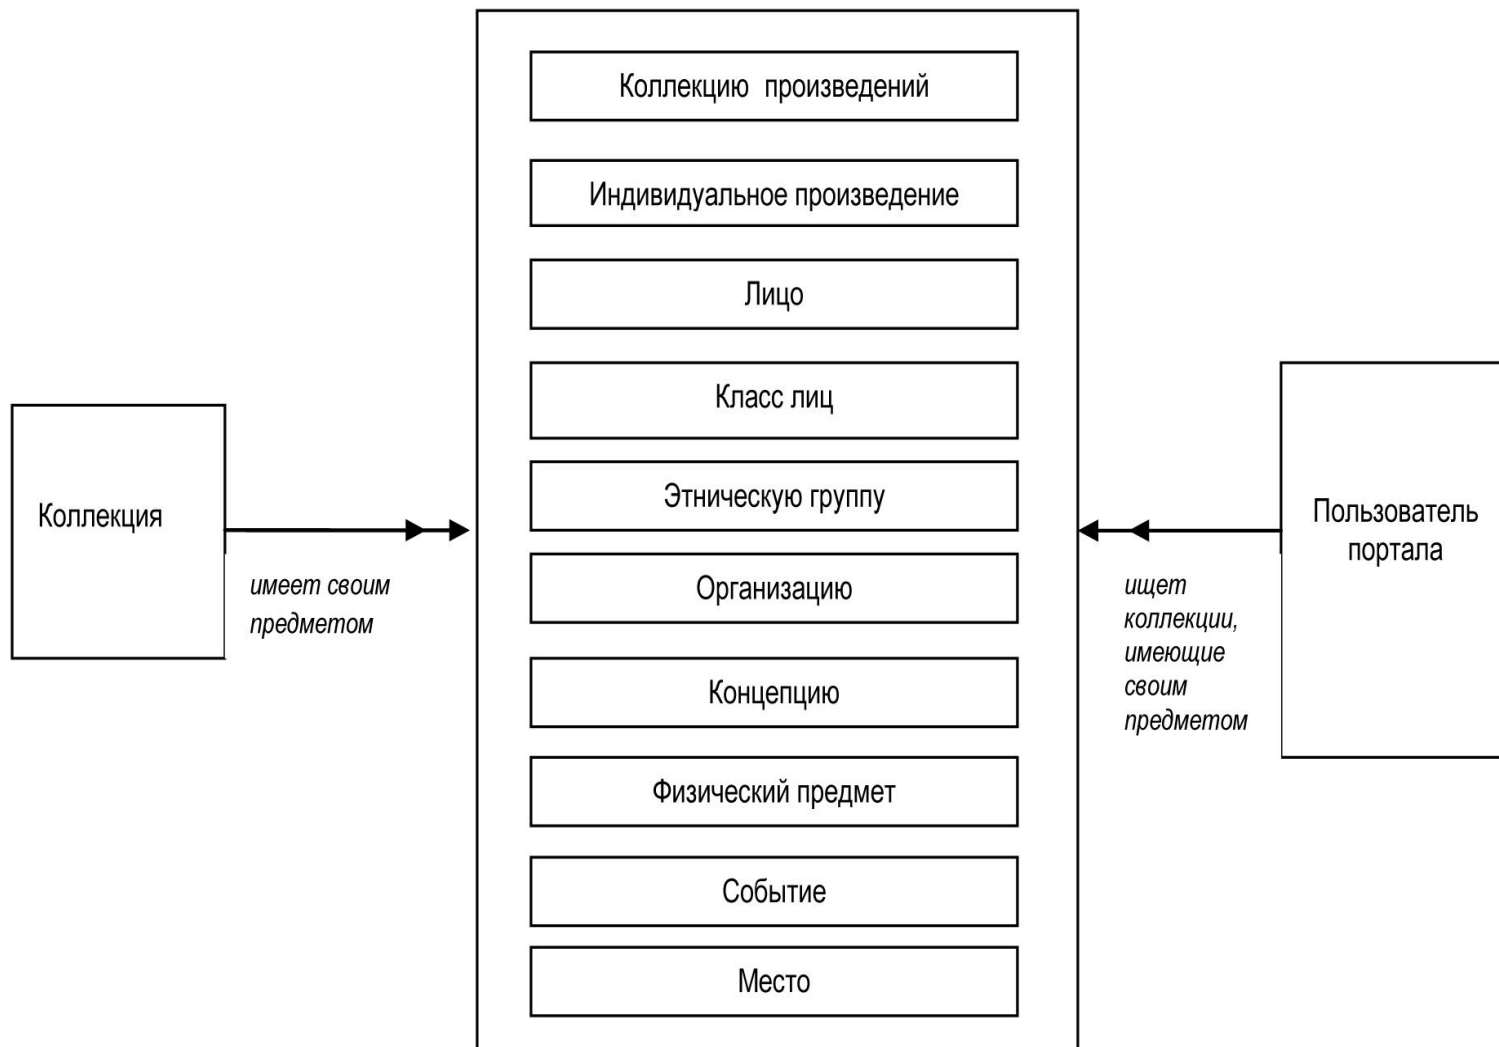 Коллекцию произведений
Индивидуальное произведение
Лицо
Класс лиц
Этническую группу
Организацию
Концепцию
Физический предмет
Событие
Место
Коллекция
имеет своим
предметом
Пользователь
портала
ищет
коллекции,
имеющие
своим
предметом